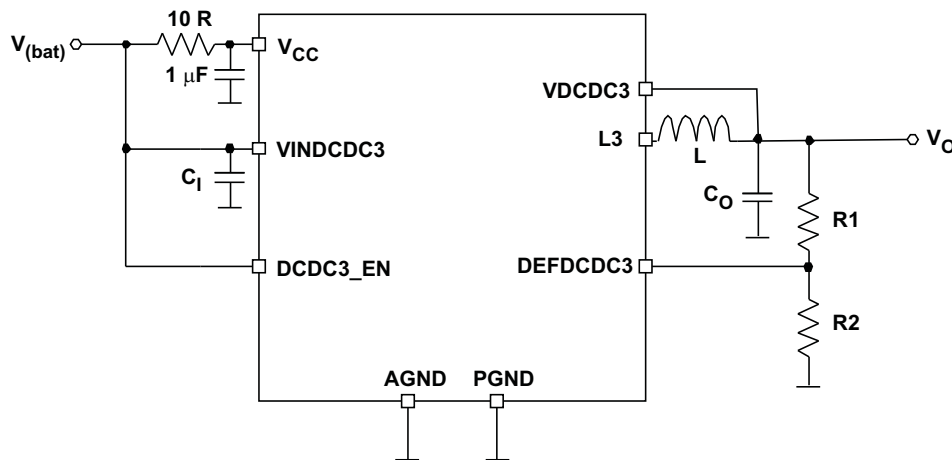 10 R
V(bat)
VCC
1 μF
VDCDC3
L3
L
VO
VINDCDC3
CI
CO
R1
DCDC3_EN
DEFDCDC3
R2
AGND
PGND